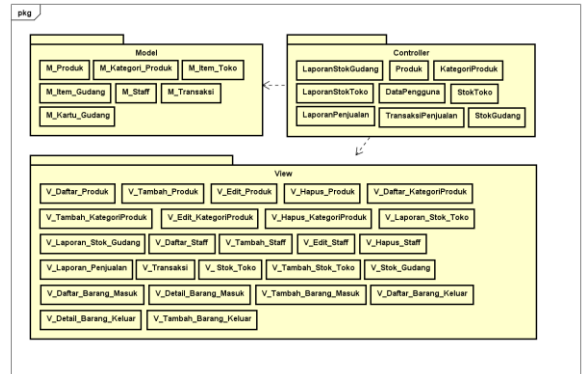 pkg
Model
M_Produk M_Kategori_Produk M_Item_Toko
M_Item_Gudang M_Staff M_Transaksi
M_Kartu_Gudang
Controller
LaporanStokGudang Produk KategoriProduk
LaporanStokToko DataPengguna StokToko
LaporanPenjualan TransaksiPenjualan StokGudang
View
V_Daftar_Produk V_Tambah_Produk V_Edit_Produk V_Hapus_Produk V_Daftar_KategoriProduk
V_Tambah_KategoriProduk V_Edit_KategoriProduk V_Hapus_KategoriProduk V_Laporan_Stok_Toko
V_Laporan_Stok_Gudang V_Daftar_Staff V_Tambah_Staff V_Edit_Staff V_Hapus_Staff
V_Laporan_Penjualan V_Transaksi V_ Stok_Toko V_Tambah_Stok_Toko V_Stok_Gudang
V_Daftar_Barang_Masuk V_Detail_Barang_Masuk V_Tambah_Barang_Masuk V_Daftar_Barang_Keluar
V_Detail_Barang_Keluar V_Tambah_Barang_Keluar